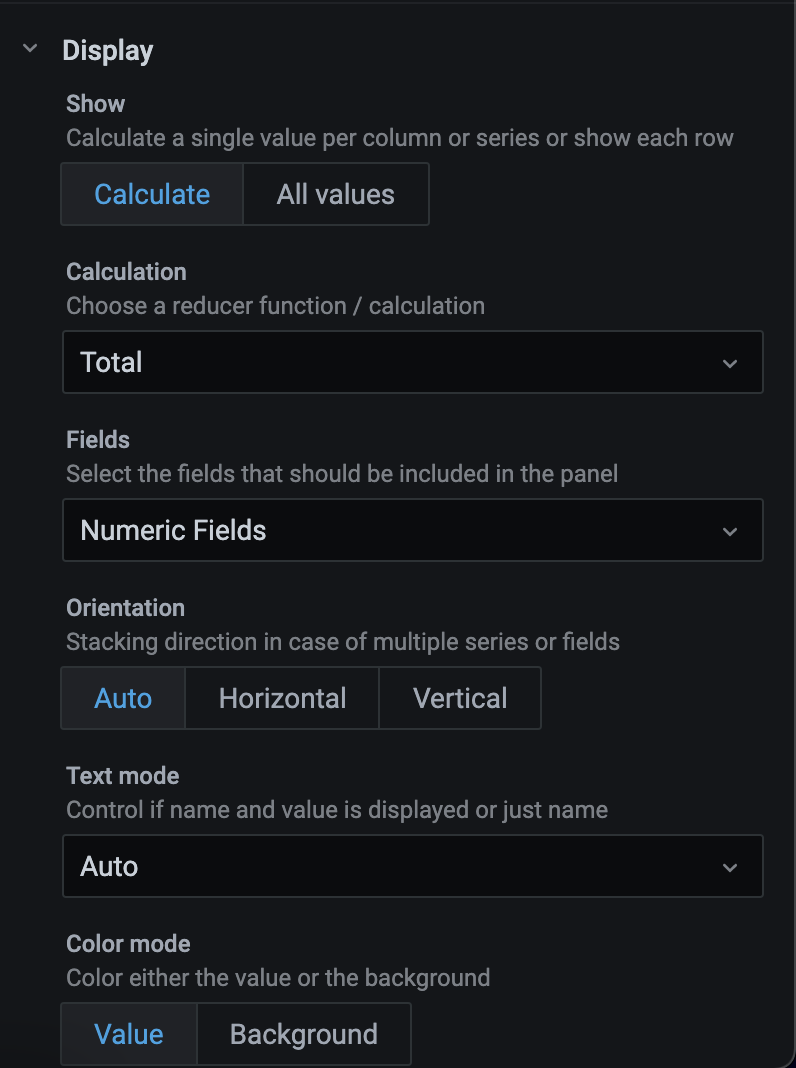 Display
Show
Calculate a single value per column or series or show each row
Calculate All values
Calculation
Choose a reducer function / calculation
Total
Fields
Select the fields that should be included in the panel
Numeric Fields
Orientation
Stacking direction in case of multiple series or fields
Auto Horizontal Vertical
Text mode
Control if name and value is displayed or just name
Auto
Color mode
Color either the value or the background
Value Background